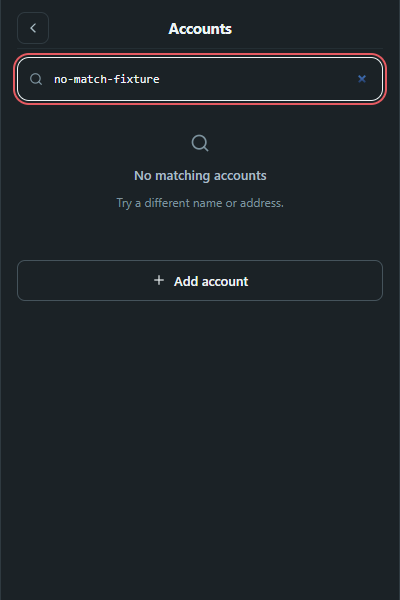 Accounts
no-match-fixture
No matching accounts
Try a different name or address.
Add account